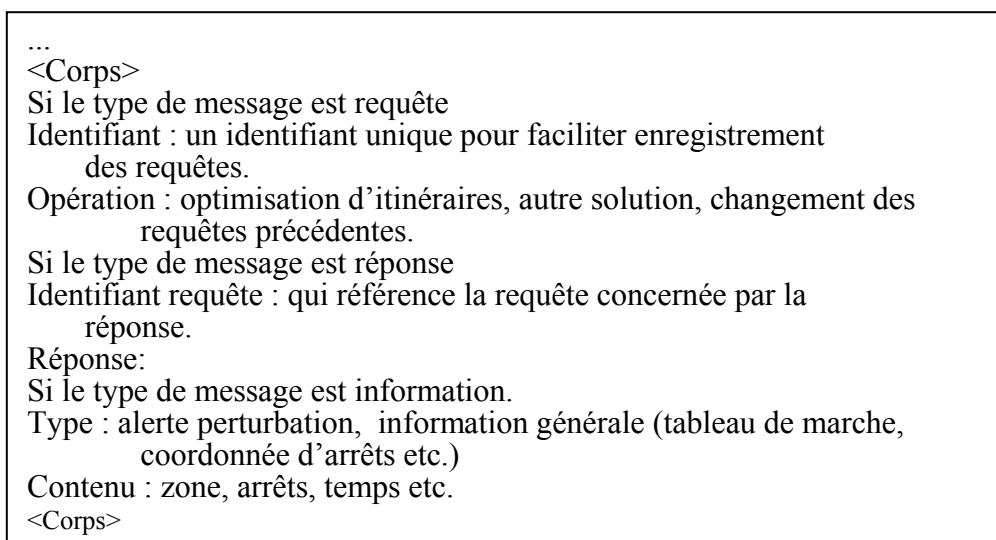 ...
<Corps>
Si le type de message est requête
Identifiant : un identifiant unique pour faciliter enregistrement
des requêtes.
Opération : optimisation d’itinéraires, autre solution, changement des
requêtes précédentes.
Si le type de message est réponse
Identifiant requête : qui référence la requête concernée par la
réponse.
Réponse:
Si le type de message est information.
Type : alerte perturbation,  information générale (tableau de marche,
coordonnée d’arrêts etc.)
Contenu : zone, arrêts, temps etc.
<Corps>